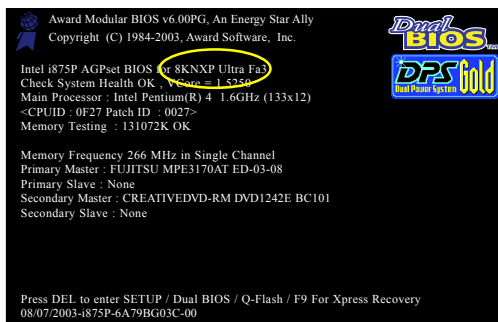 Award Modular BIOS v6.00PG, An Energy Star Ally
Copyright (C) 1984-2003, Award Software, Inc.
Dual
BIOS
Intel i875P AGPset BIOS for 8KNXP Ultra Fa3
DPS Gold
Dual Power System
Check System Health OK , VCore = 1.5250
Main Processor : Intel Pentium(R) 4 1.6GHz (133x12)
<CPUID : 0F27 Patch ID : 0027>
Memory Testing : 131072K OK
Memory Frequency 266 MHz in Single Channel
Primary Master : FUJITSU MPE3170AT ED-03-08
Primary Slave : None
Secondary Master : CREATIVEDVD-RM DVD1242E BC101
Secondary Slave : None
Press DEL to enter SETUP / Dual BIOS / Q-Flash / F9 For Xpress Recovery
08/07/2003-i875P-6A79BG03C-00